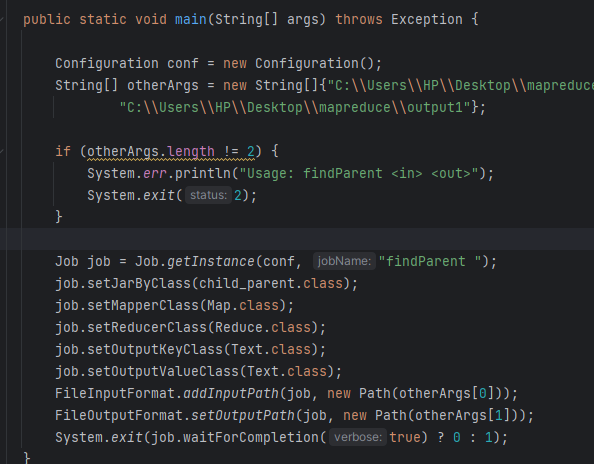 public static void main(String[] args) throws Exception {
Configuration conf = new Configuration();
String[] otherArgs = new String[]{"C:\\Users\\HP\\Desktop\\mapreduce
"C:\\Users\\HP\\Desktop\\mapreduce\\output1"};
if (otherArgs.length != 2) {
System.err.println("Usage: findParent <in> <out>");
System.exit( status: 2);
}
Job job = Job.getInstance(conf, jobName: "findParent ");
job.setJarByClass(child_parent.class);
job.setMapperClass(Map.class);
job.setReducerClass(Reduce.class);
job.setOutputKeyClass(Text.class);
job.setOutputValueClass(Text.class);
FileInputFormat.addInputPath(job, new Path(otherArgs[0]));
FileOutputFormat.setOutputPath(job, new Path(otherArgs[1]));
System.exit(job.waitForCompletion( verbose: true) ? 0 : 1);
}